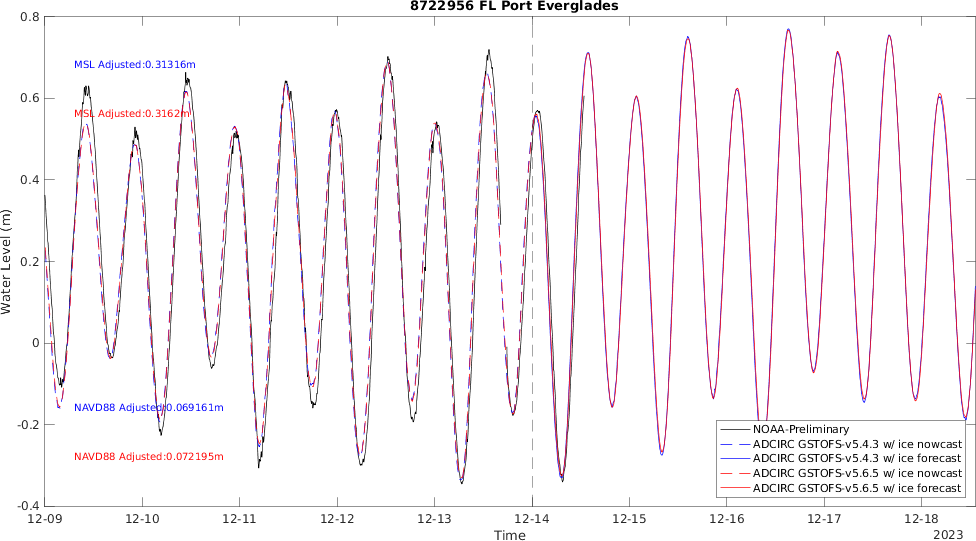 8722956 FL Port Everglades
0.8
0.6
0.4
0.2
0
-0.2
-0.4
Water Level (m)
MSL Adjusted:0.31316m
MSL Adjusted:0.3162m
NAVD88 Adjusted:0.069161m
NAVD88 Adjusted:0.072195m
NOAA-Preliminary
ADCIRC GSTOFS-v5.4.3 w/ ice nowcast
ADCIRC GSTOFS-v5.4.3 w/ ice forecast
ADCIRC GSTOFS-v5.6.5 w/ ice nowcast
ADCIRC GSTOFS-v5.6.5 w/ ice forecast
12-09 12-10 12-11 12-12 12-13 12-14 12-15 12-16 12-17 12-18
Time
2023